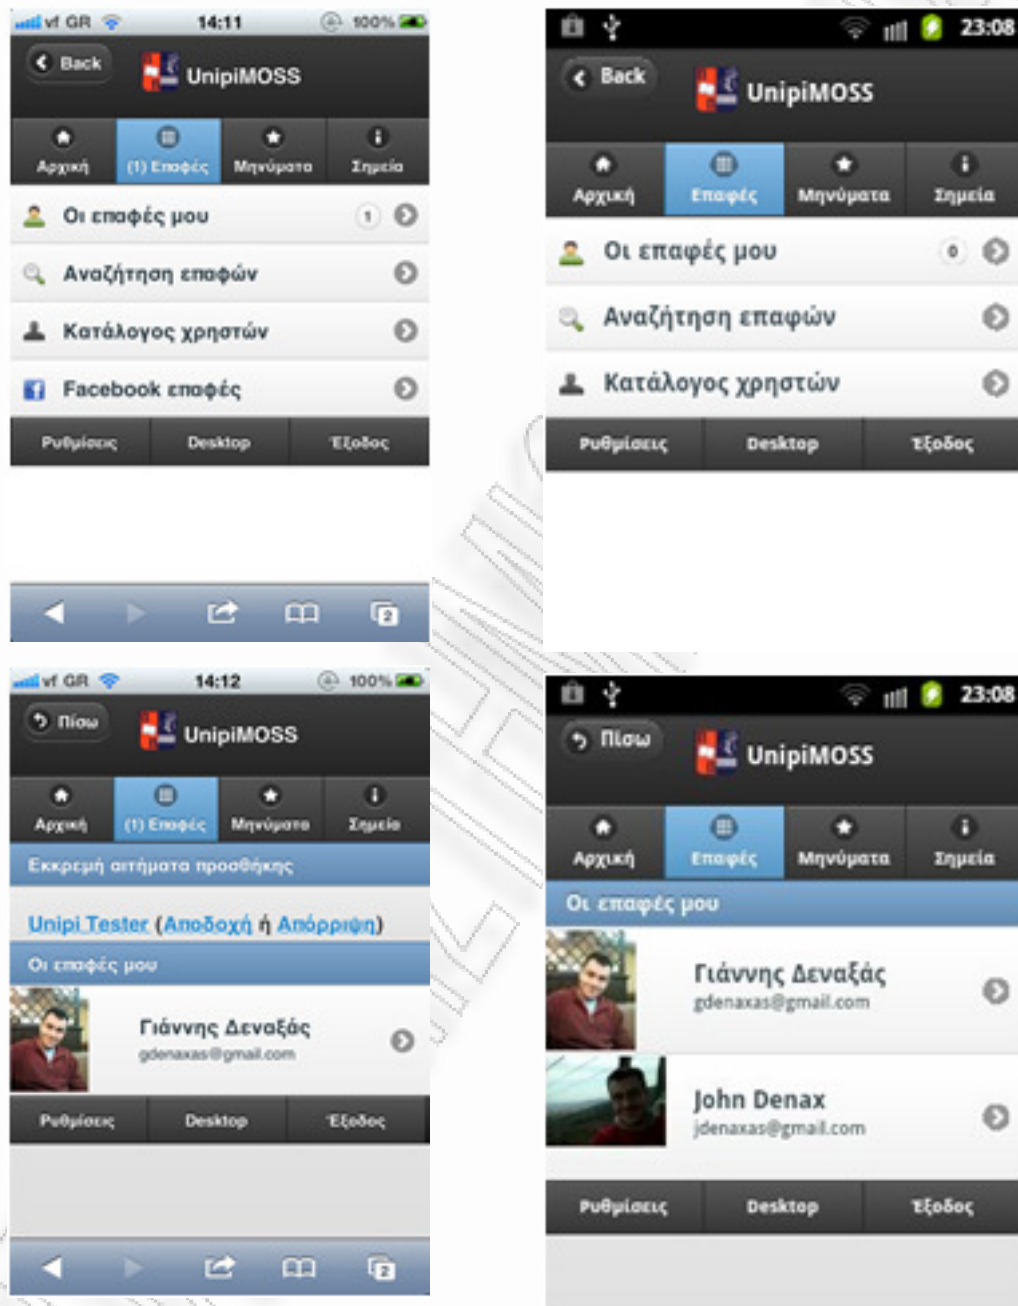 vf GR 14:11 100%
Back
UnipiMOSS
Αρχική (1) Επαφές Μηνύματα Σημεία
Οι επαφές μου 1
Αναζήτηση επαφών
Κατάλογος χρηστών
Facebook επαφές
Ρυθμίσεις Desktop Έξοδος
2
23:08
Back
UnipiMOSS
Αρχική Επαφές Μηνύματα Σημεία
Οι επαφές μου 0
Αναζήτηση επαφών
Κατάλογος χρηστών
Ρυθμίσεις Desktop Έξοδος
vf GR 14:12 100%
Πίσω
UnipiMOSS
Αρχική (1) Επαφές Μηνύματα Σημεία
Εκκρεμή αιτήματα προσθήκης
Unipi Tester (Αποδοχή ή Απόρριψη)
Οι επαφές μου
Γιάννης Δεναξάς
gdenaxas@gmail.com
Ρυθμίσεις Desktop Έξοδος
2
23:08
Πίσω
UnipiMOSS
Αρχική Επαφές Μηνύματα Σημεία
Οι επαφές μου
Γιάννης Δεναξάς
gdenaxas@gmail.com
John Denax
jdenaxas@gmail.com
Ρυθμίσεις Desktop Έξοδος